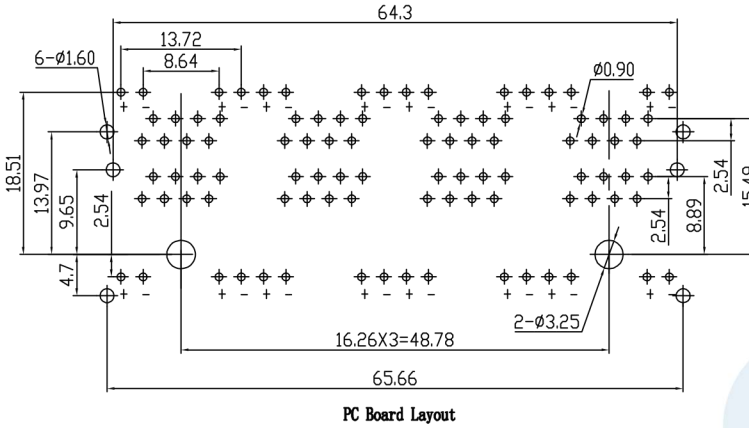 64.3
13.72
6-Ø1.60
8.64
Ø0.90
+ - + - + - + - + - + - + - + -
18.51
13.97
9.65
2.54
4.7
2.54
15.49
2.54
8.89
+ - + - + - + - + - + - + - + -
2-Ø3.25
16.26X3=48.78
65.66
PC Board Layout